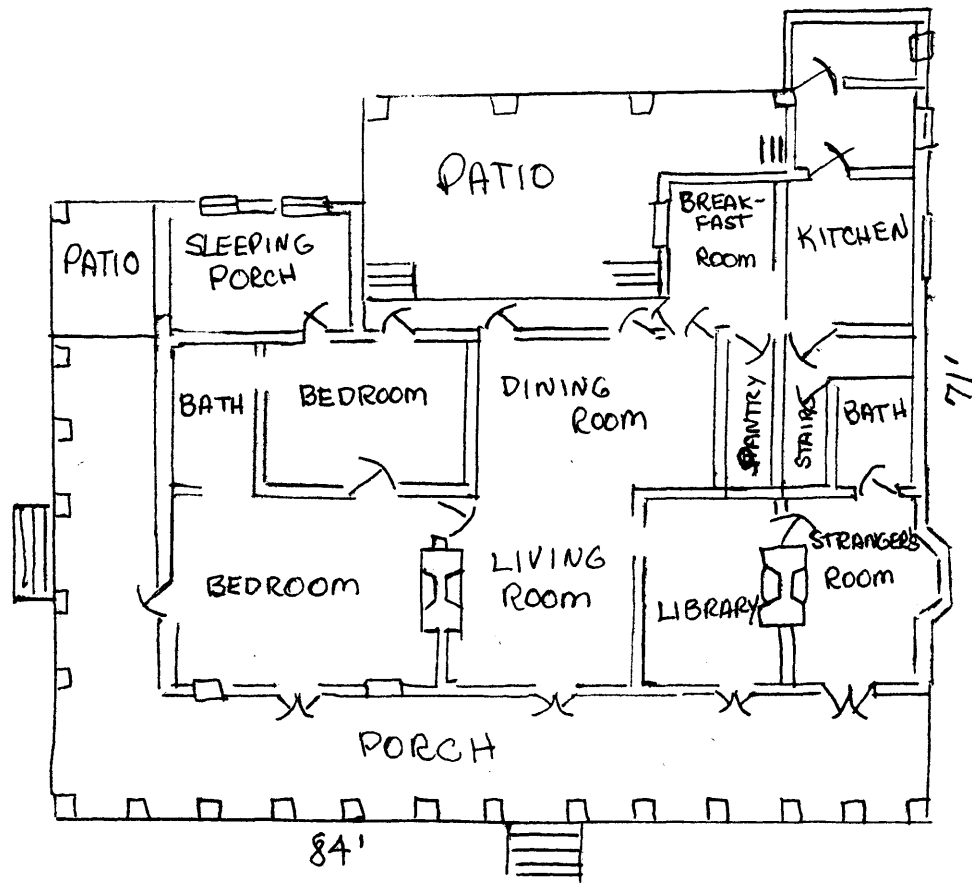 PATIO
BREAK-
FAST
ROOM
KITCHEN
PATIO
SLEEPING
PORCH
BATH
BEDROOM
DINING
ROOM
PANTRY
STAIRS
BATH
71'
BEDROOM
LIVING
ROOM
LIBRARY
STRANGER'S
ROOM
PORCH
84'